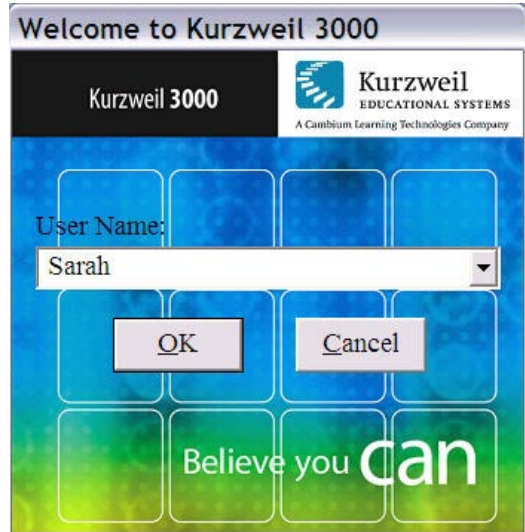 Welcome to Kurzweil 3000
Kurzweil 3000
Kurzweil
EDUCATIONAL SYSTEMS
A Cambium Learning Technologies Company
User Name:
Sarah
OK
Cancel
Believe you can